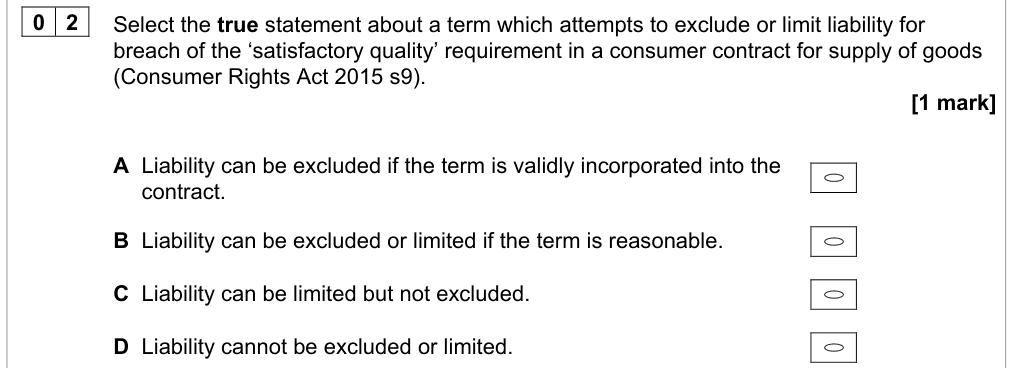 0 2 Select the true statement about a term which attempts to exclude or limit liability for
breach of the ‘satisfactory quality’ requirement in a consumer contract for supply of goods
(Consumer Rights Act 2015 s9).
[1 mark]
A Liability can be excluded if the term is validly incorporated into the
contract.
B Liability can be excluded or limited if the term is reasonable.
C Liability can be limited but not excluded.
D Liability cannot be excluded or limited.